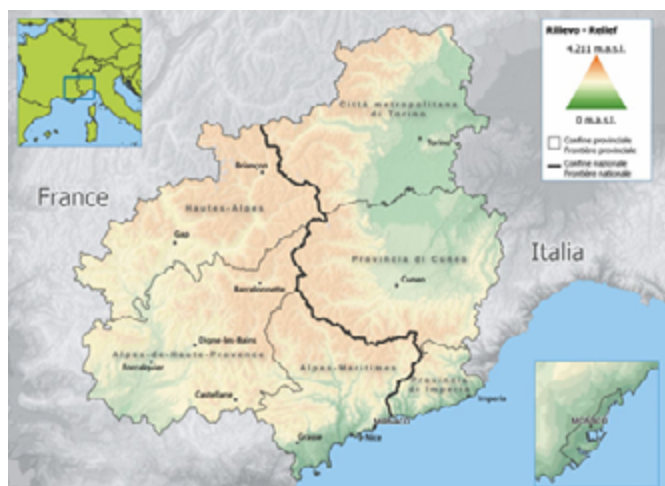 Rilievo - Relief
4.211 m.a.s.l.
0 m.a.s.l.
Confine provinciale
Frontière provinciale
Confine nazionale
Frontière nationale
Città metropolitana
di Torino
Torino
Briançon
France
Hautes-Alpes
Gap
Italia
Provincia di Cuneo
Cuneo
Barcelonnette
Digne-les-Bains
Alpes-de-Haute-Provence
Forcalquier
Alpes-Maritimes
Provincia
di Imperia
Castellane
Imperia
MONACO
Grasse
Nice
MONACO